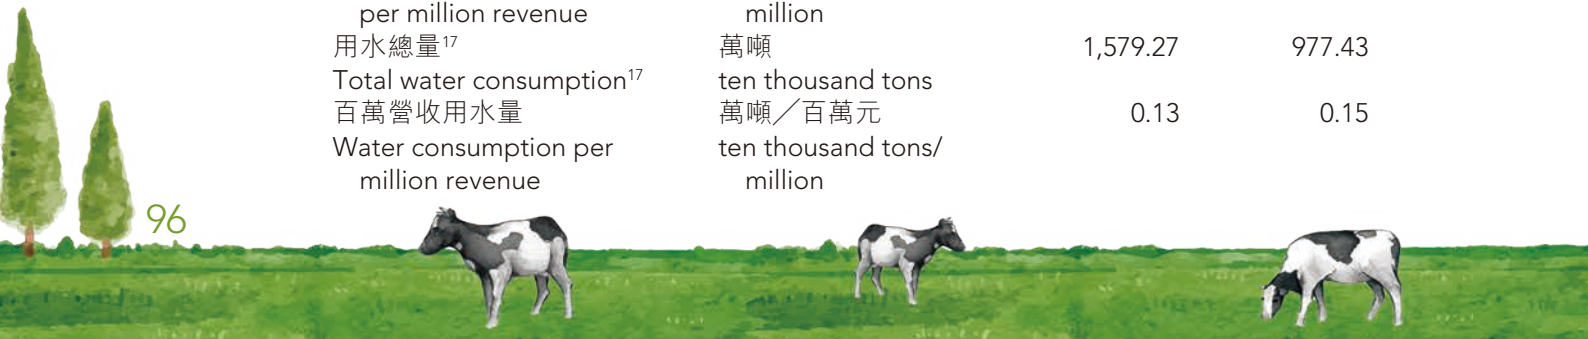 per million revenue million
用水總量17 萬噸 1,579.27 977.43
Total water consumption17 ten thousand tons
百萬營收用水量 萬噸／百萬元 0.13 0.15
Water consumption per ten thousand tons/
million revenue million
96